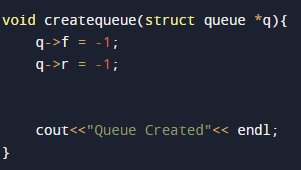 void createqueue(struct queue *q){
    q->f = -1;
    q->r = -1;
    cout<<"Queue Created"<< endl;
}